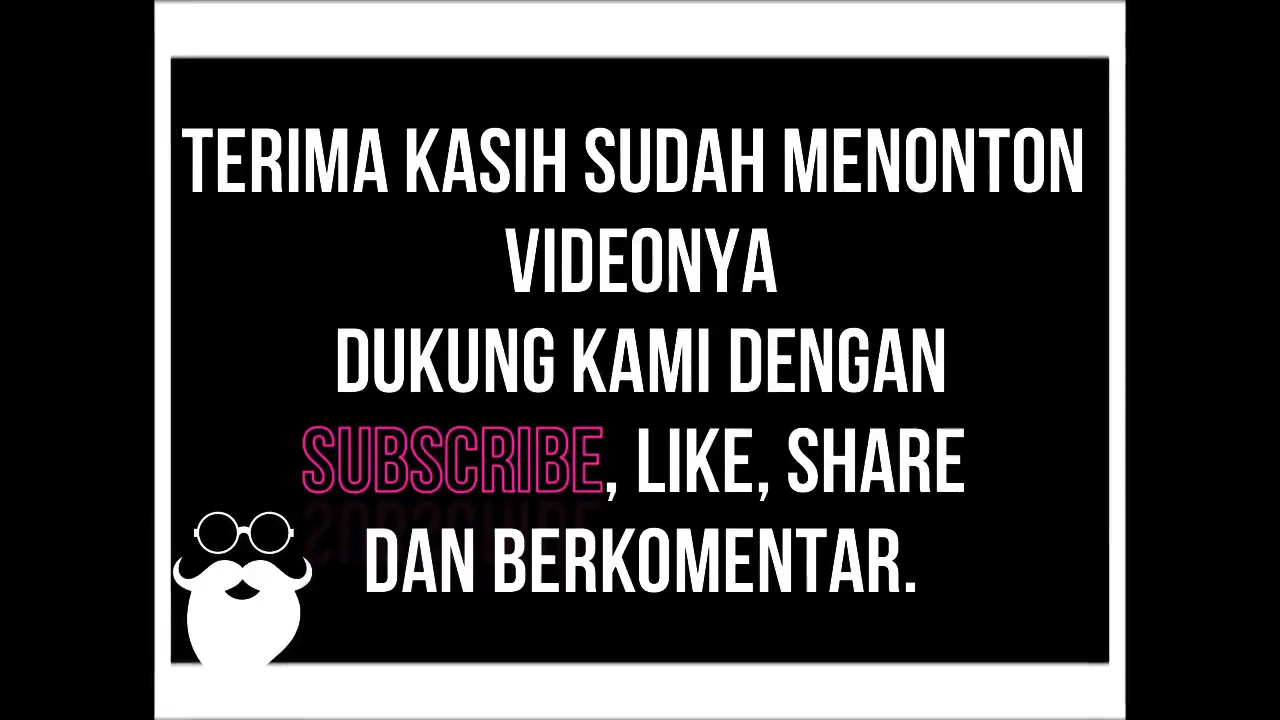 TERIMA KASIH SUDAH MENONTON
VIDEONYA
DUKUNG KAMI DENGAN
SUBSCRIBE, LIKE, SHARE
DAN BERKOMENTAR.